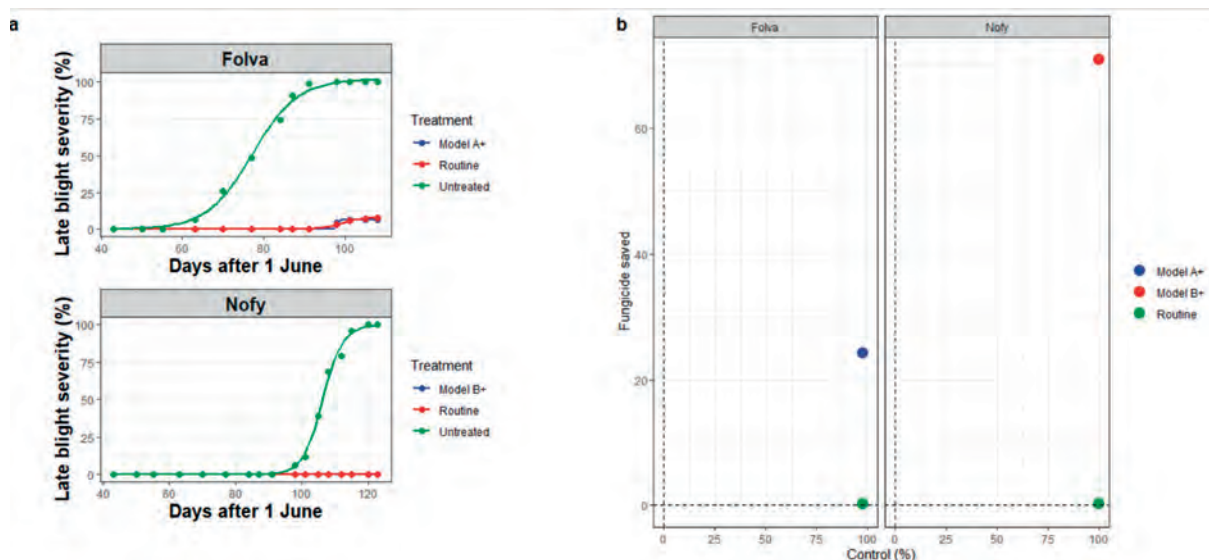 a
Folva
Late blight severity (%)
100
75
50
25
0
40
60
80
100
Days after 1 June
Treatment
Model A+
Routine
Untreated
Nofy
Late blight severity (%)
100
75
50
25
0
40
60
80
100
120
Days after 1 June
Treatment
Model B+
Routine
Untreated
b
Folva
Nofy
Fungicide saved
60
40
20
0
0
25
50
75
100
0
25
50
75
100
Control (%)
Model A+
Model B+
Routine